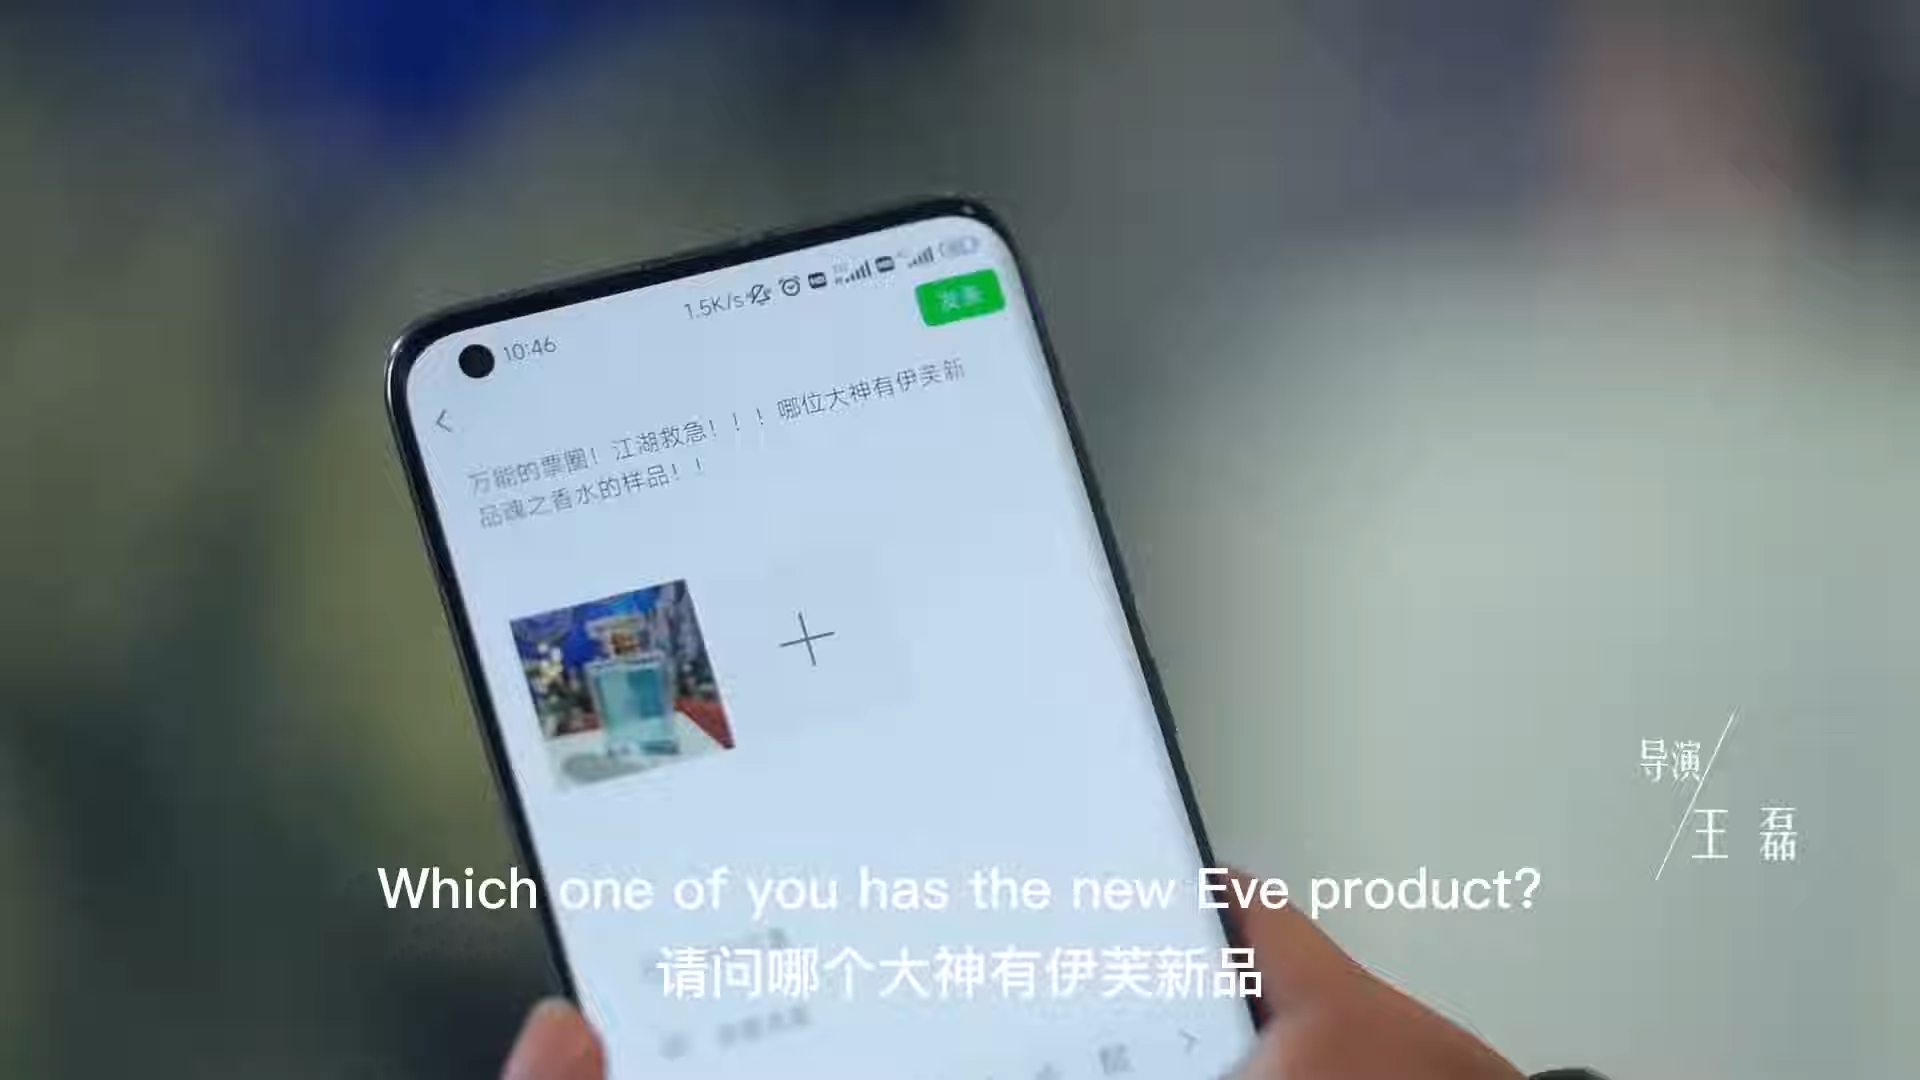 10:46
1.5K/s
发表
万能的票圈！江湖救急！！！哪位大神有伊芙新
品魂之香水的样品！！
导演
王 磊
Which one of you has the new Eve product?
请问哪个大神有伊芙新品